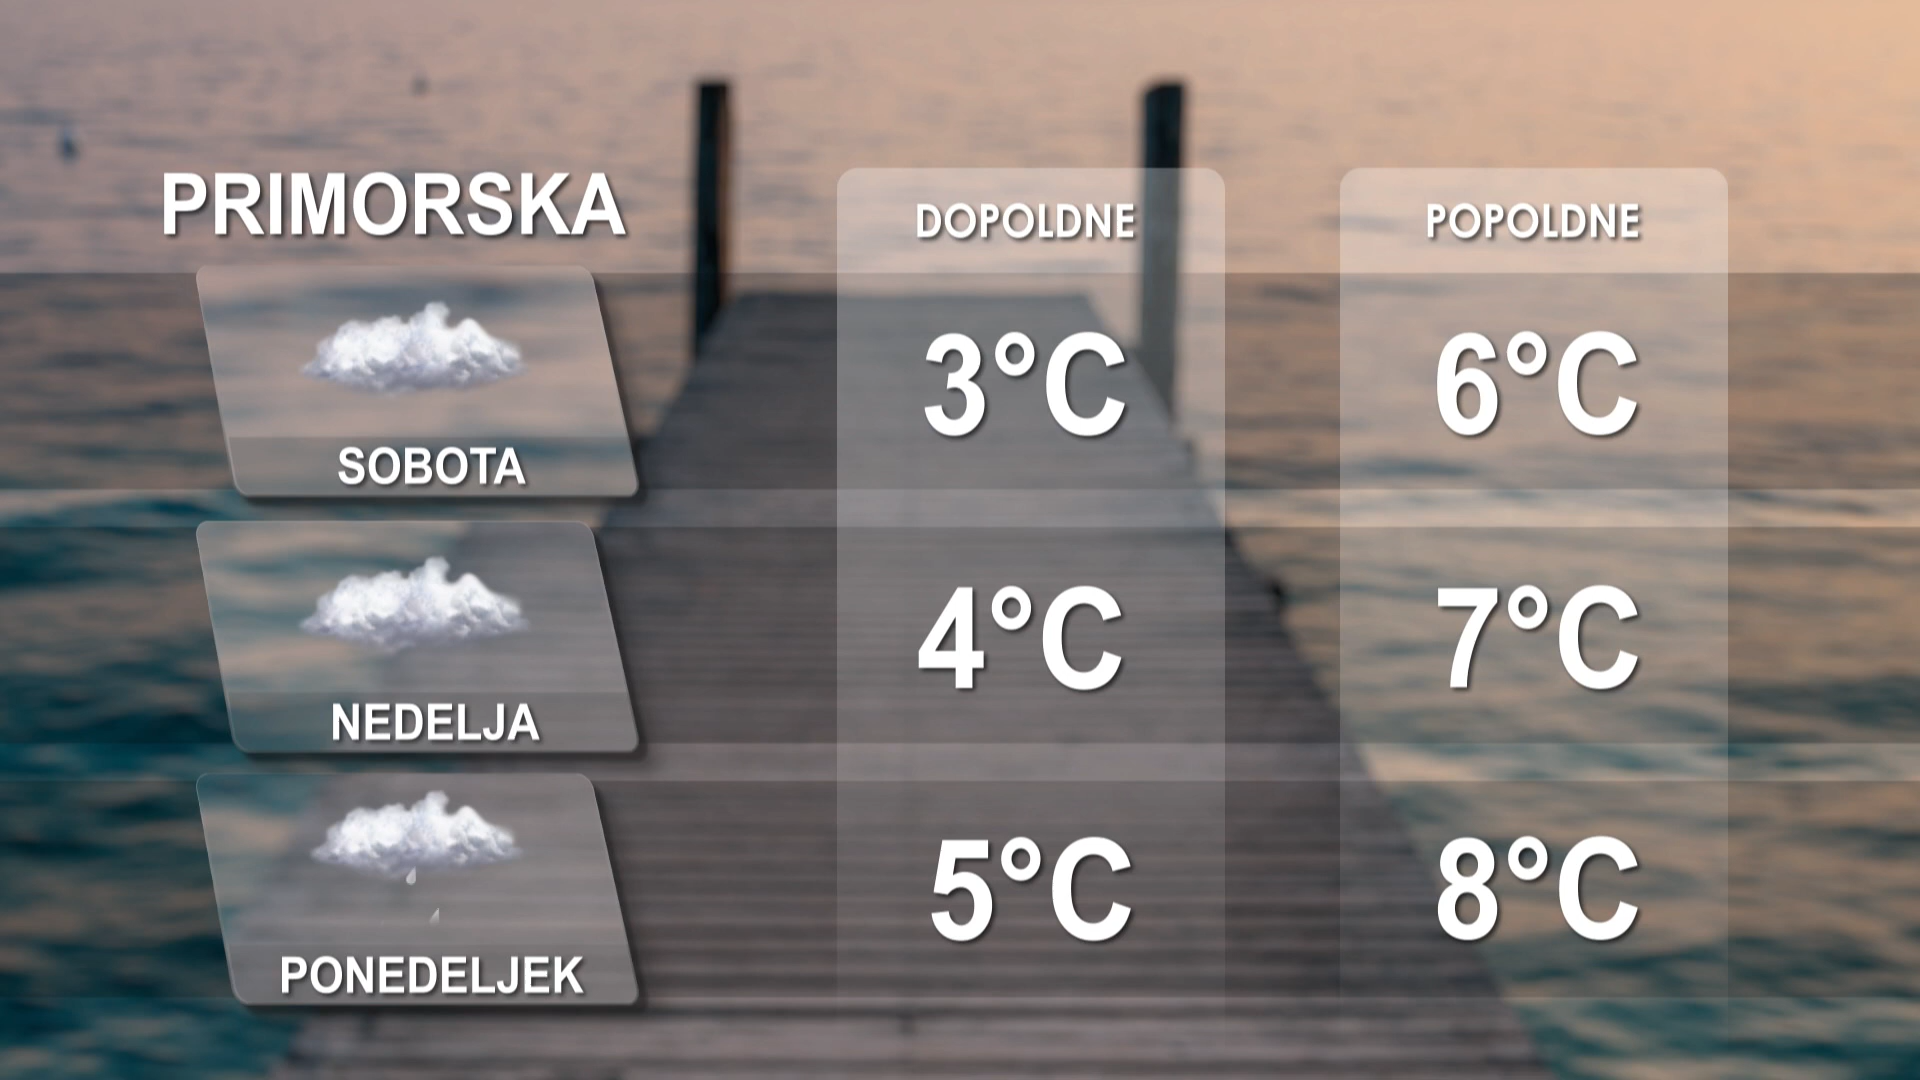 PRIMORSKA
DOPOLDNE
POPOLDNE
SOBOTA
3°C
6°C
NEDELJA
4°C
7°C
PONEDELJEK
5°C
8°C